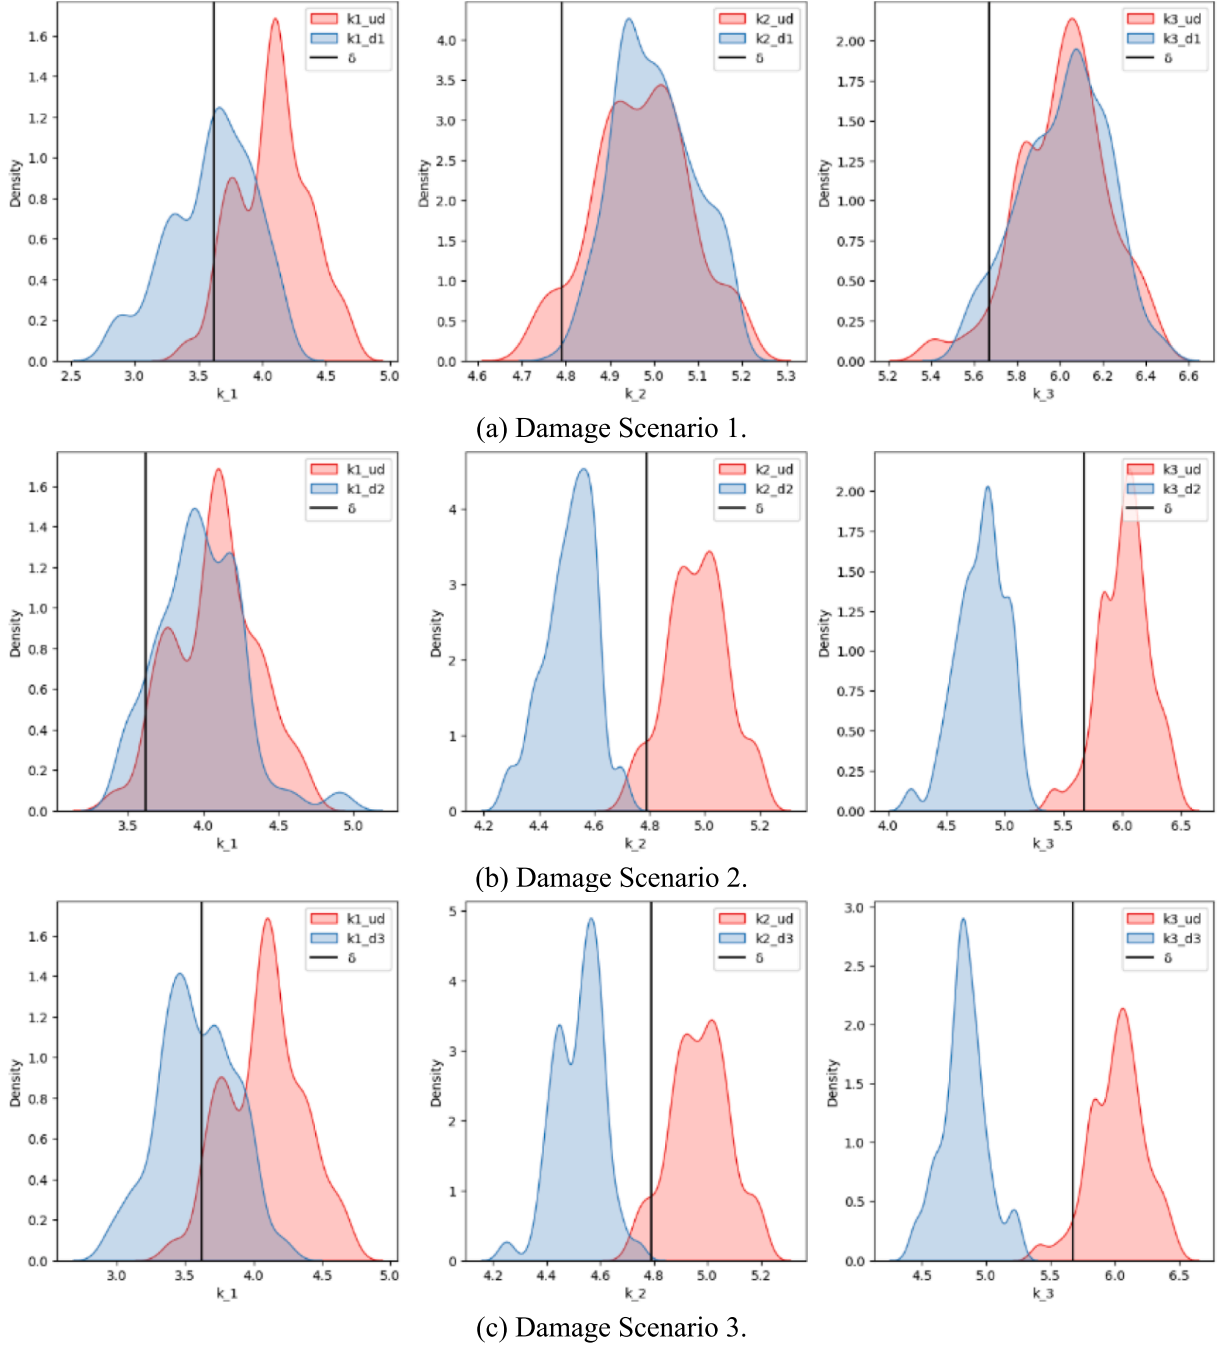 k1_ud
k1_d1
δ
Density
0.0 0.2 0.4 0.6 0.8 1.0 1.2 1.4 1.6
2.5 3.0 3.5 4.0 4.5 5.0
k_1
k2_ud
k2_d1
δ
Density
0.0 0.5 1.0 1.5 2.0 2.5 3.0 3.5 4.0
4.6 4.7 4.8 4.9 5.0 5.1 5.2 5.3
k_2
k3_ud
k3_d1
δ
Density
0.00 0.25 0.50 0.75 1.00 1.25 1.50 1.75 2.00
5.2 5.4 5.6 5.8 6.0 6.2 6.4 6.6
k_3
(a) Damage Scenario 1.
k1_ud
k1_d2
δ
Density
0.0 0.2 0.4 0.6 0.8 1.0 1.2 1.4 1.6
3.5 4.0 4.5 5.0
k_1
k2_ud
k2_d2
δ
Density
0 1 2 3 4
4.2 4.4 4.6 4.8 5.0 5.2
k_2
k3_ud
k3_d2
δ
Density
0.00 0.25 0.50 0.75 1.00 1.25 1.50 1.75 2.00
4.0 4.5 5.0 5.5 6.0 6.5
k_3
(b) Damage Scenario 2.
k1_ud
k1_d3
δ
Density
0.0 0.2 0.4 0.6 0.8 1.0 1.2 1.4 1.6
3.0 3.5 4.0 4.5 5.0
k_1
k2_ud
k2_d3
δ
Density
0 1 2 3 4 5
4.2 4.4 4.6 4.8 5.0 5.2
k_2
k3_ud
k3_d3
δ
Density
0.0 0.5 1.0 1.5 2.0 2.5 3.0
4.5 5.0 5.5 6.0 6.5
k_3
(c) Damage Scenario 3.